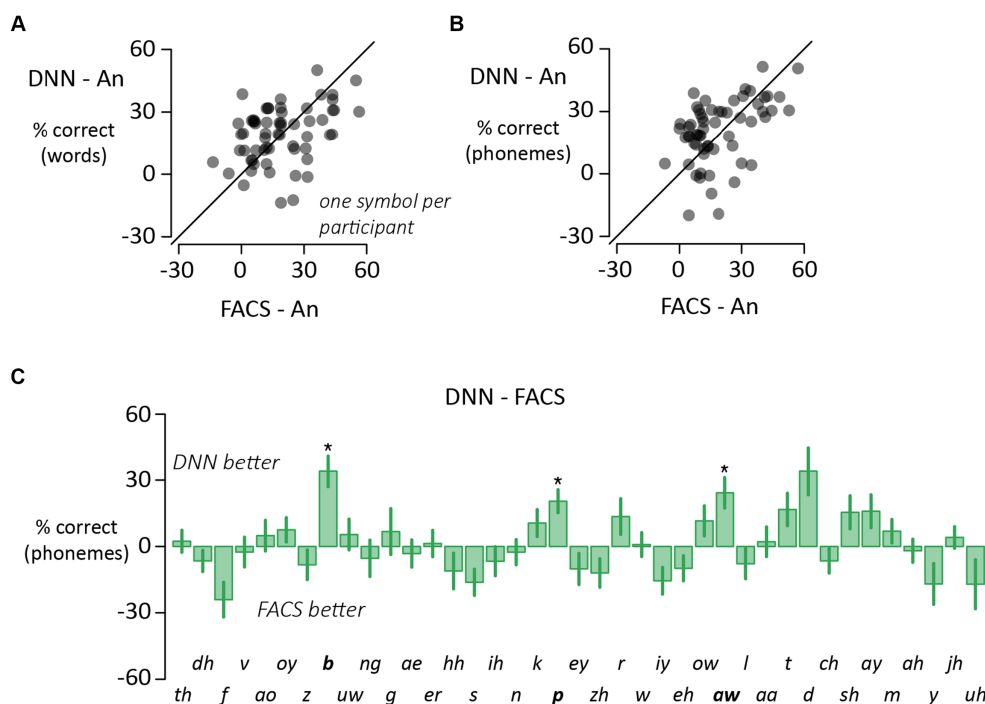 A
60
DNN - An
30
% correct
(words)
0
one symbol per
participant
-30
-30 0 30 60
FACS - An
B
60
DNN - An
30
% correct
(phonemes)
0
-30
-30 0 30 60
FACS - An
C
DNN - FACS
60
DNN better
30
% correct
(phonemes)
0
FACS better
-30
-60
* * *
dh v oy b ng ae hh ih k ey r iy ow l t ch ay ah jh
th f ao z uw g er s n p zh w eh aw aa d sh m y uh